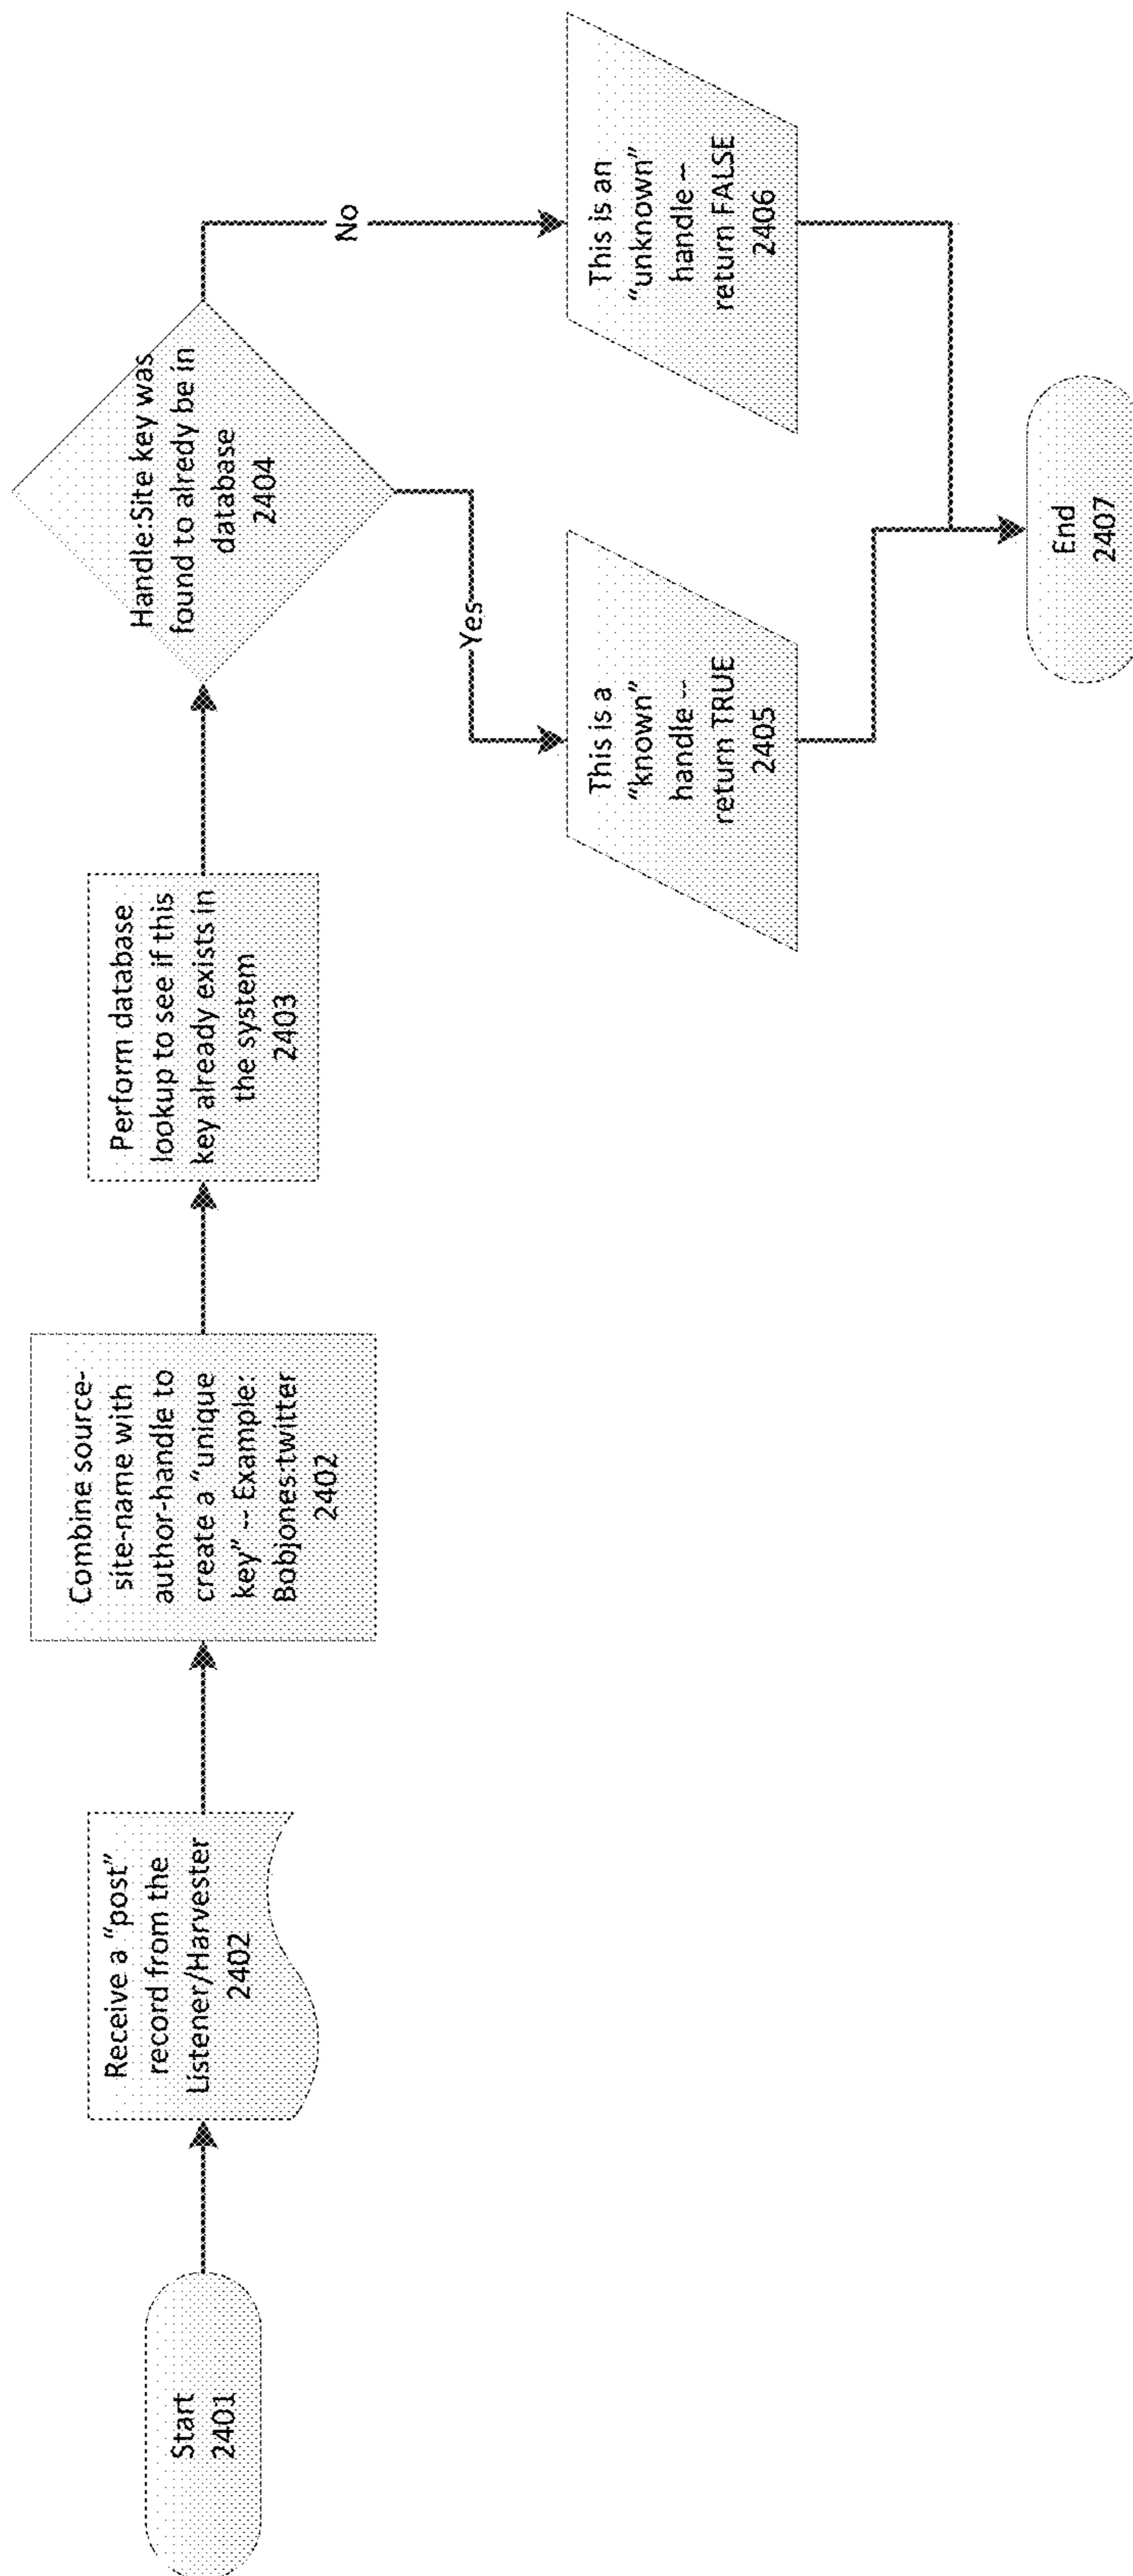 Start
2401
Receive a “post”
record from the
Listener/Harvester
2402
Combine source-
site-name with
author-handle to
create a “unique
key” -- Example:
Bobjones:twitter
2402
Perform database
lookup to see if this
key already exists in
the system
2403
Handle:Site key was
found to alredy be in
database
2404
Yes
No
This is a
“known”
handle --
return TRUE
2405
This is an
“unknown”
handle --
return FALSE
2406
End
2407